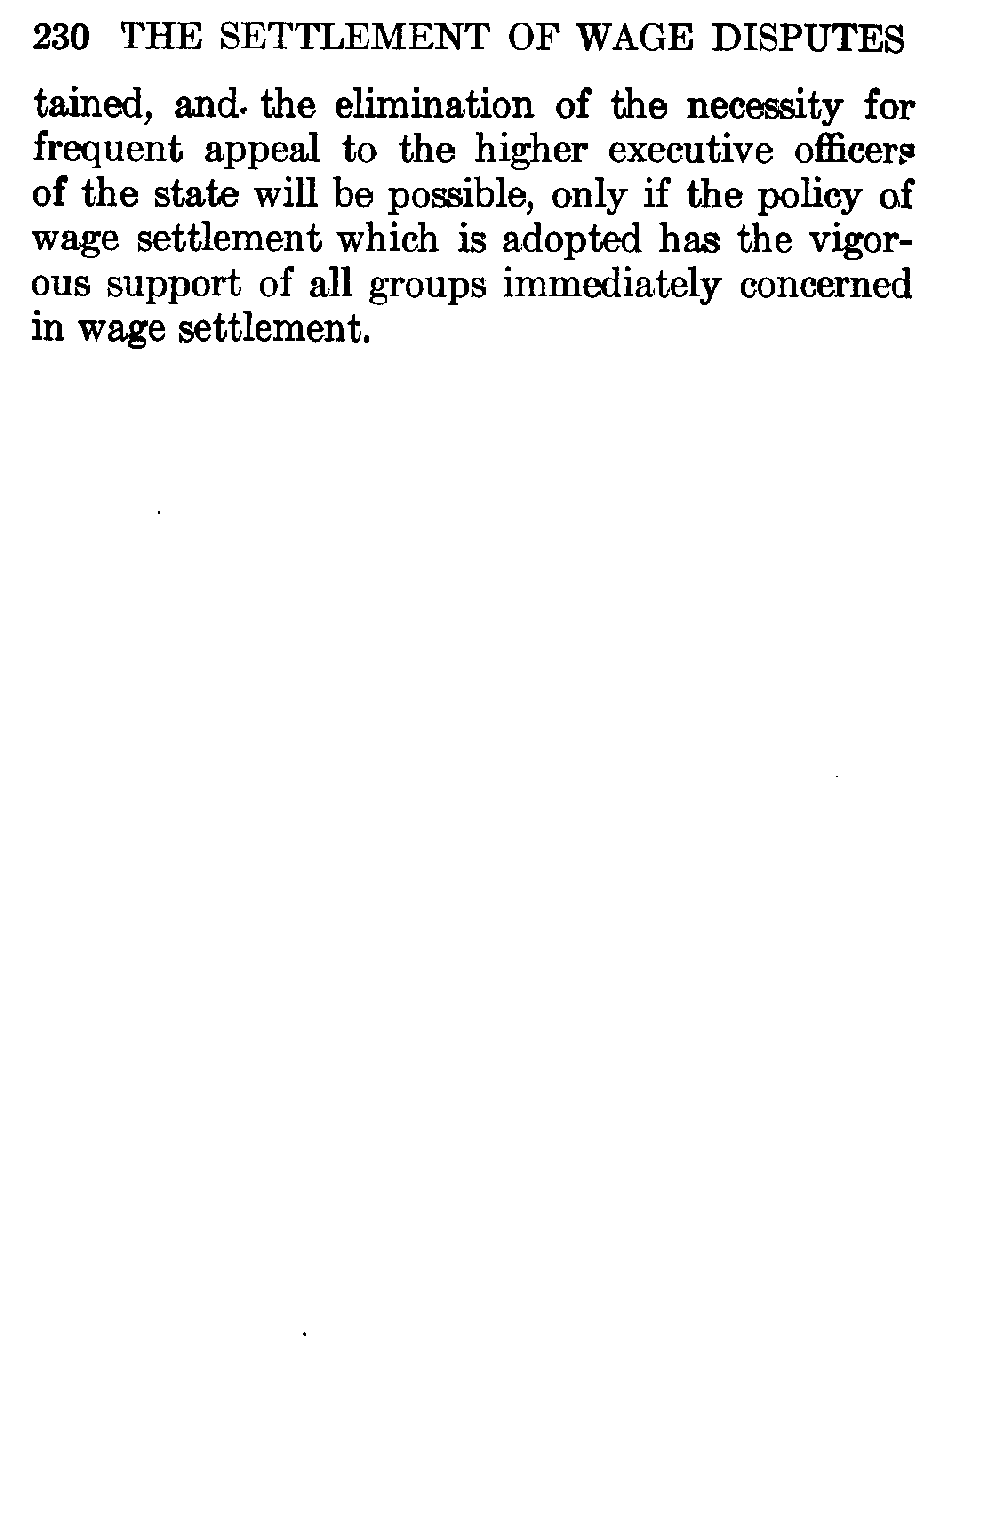 230 THE SETTLEMENT OF WAGE DISPUTES
tained, and the elimination of the necessity for
frequent appeal to the higher executive officers
of the state will be possible, only if the policy of
wage settlement which is adopted has the vigor-
ous support of all groups immediately concerned
in wage settlement.